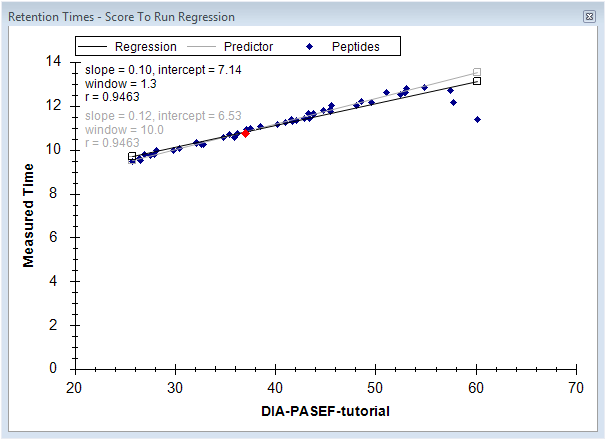 Retention Times - Score To Run Regression
Regression Predictor Peptides
slope = 0.10, intercept = 7.14
window = 1.3
r = 0.9463
slope = 0.12, intercept = 6.53
window = 10.0
r = 0.9463
14
12
10
8
6
4
2
0
Measured Time
20 30 40 50 60 70
DIA-PASEF-tutorial